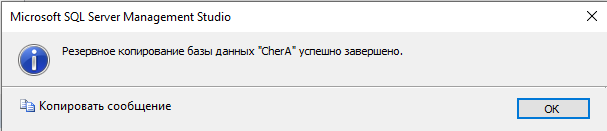 Microsoft SQL Server Management Studio
Резервное копирование базы данных "CherA" успешно завершено.
Копировать сообщение
OK